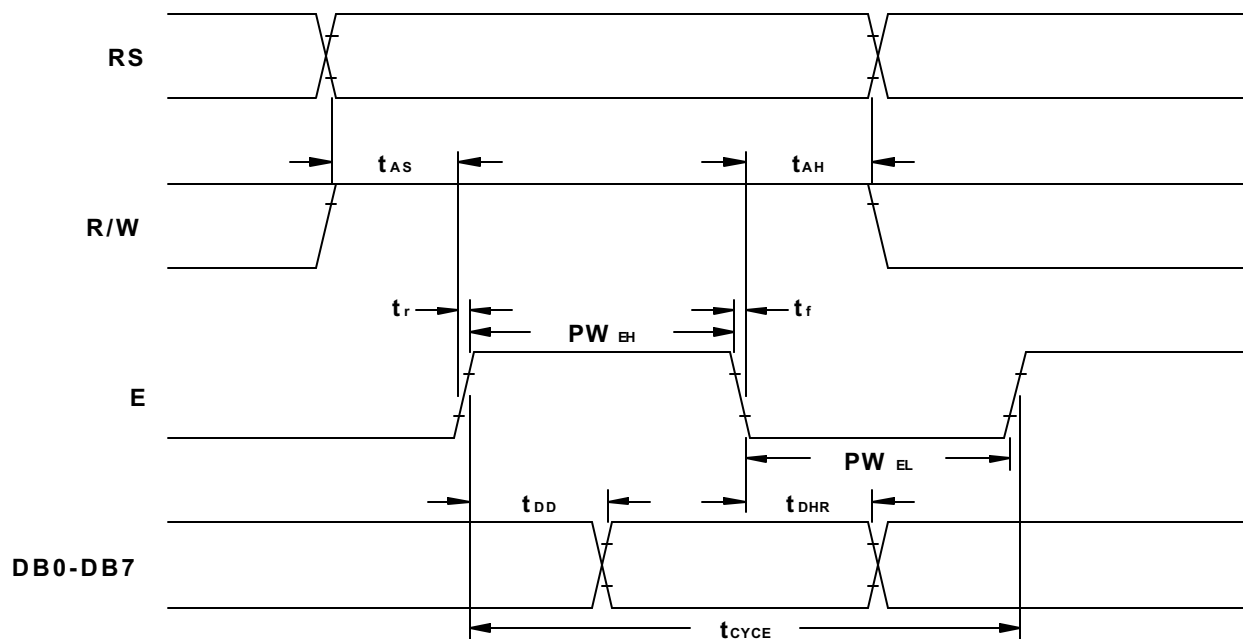 RS
tAS
tAH
R/W
tr
tf
PW EH
E
PW EL
tDD
tDHR
DB0-DB7
tCYCE